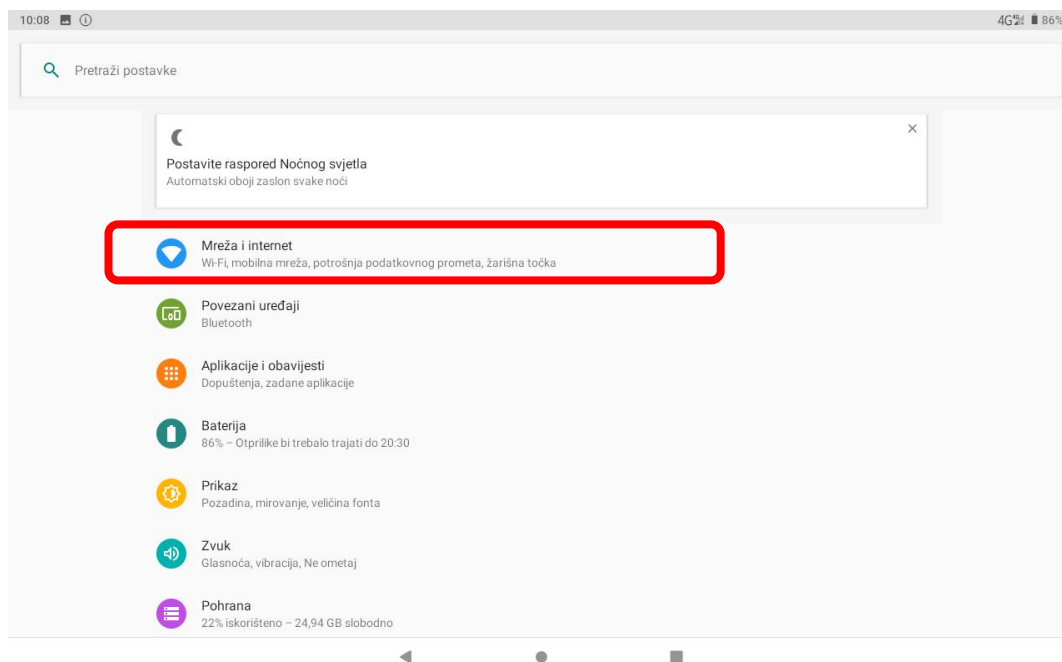 10:08 4G 86%
Pretraži postavke
Postavite raspored Noćnog svjetla
Automatski oboji zaslon svake noći
Mreža i internet
Wi-Fi, mobilna mreža, potrošnja podatkovnog prometa, žarišna točka
Povezani uređaji
Bluetooth
Aplikacije i obavijesti
Dopuštenja, zadane aplikacije
Baterija
86% – Otprilike bi trebalo trajati do 20:30
Prikaz
Pozadina, mirovanje, veličina fonta
Zvuk
Glasnoća, vibracija, Ne ometaj
Pohrana
22% iskorišteno – 24,94 GB slobodno